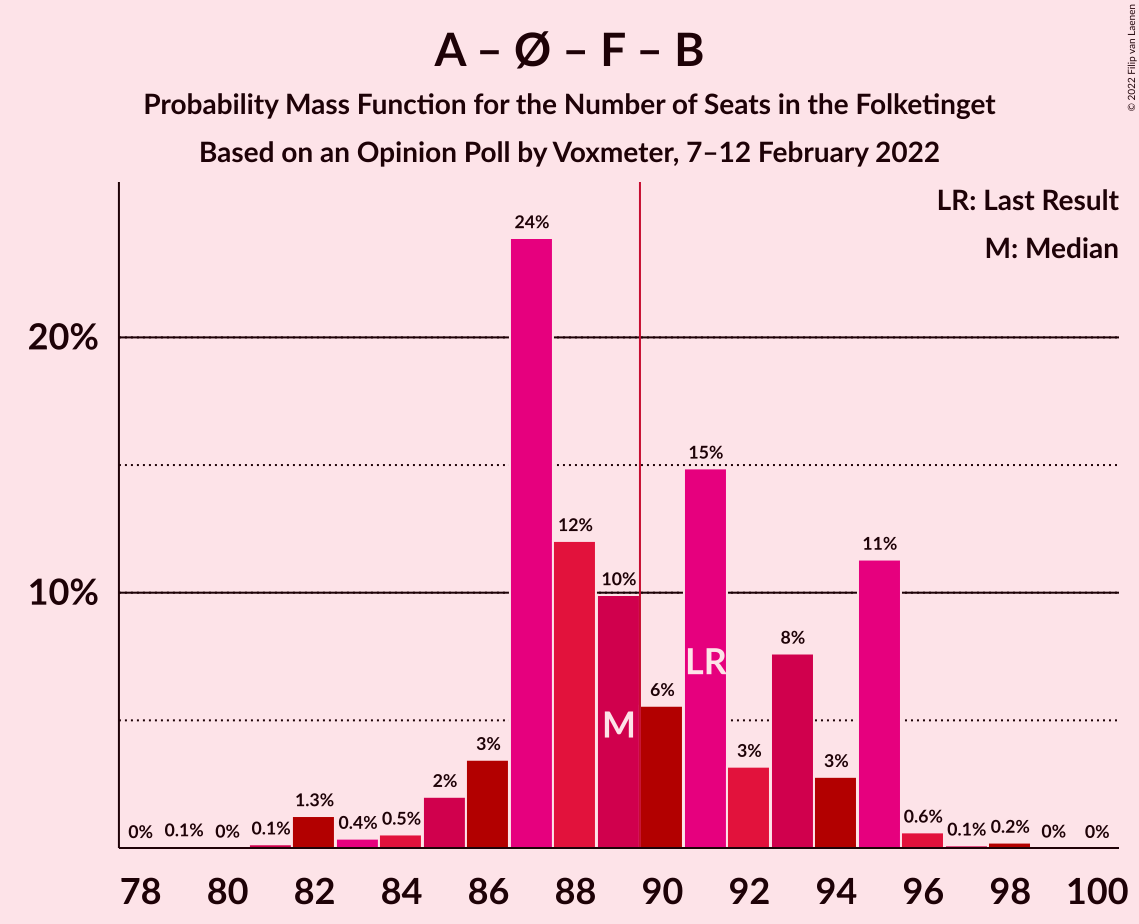 A – Ø – F – B
Probability Mass Function for the Number of Seats in the Folketinget
Based on an Opinion Poll by Voxmeter, 7–12 February 2022
© 2022 Filip van Laenen
LR: Last Result
M: Median
20%
10%
0% 0.1% 0% 0.1% 1.3% 0.4% 0.5% 2% 3% 24% 12% 10% 6% 15% 3% 8% 3% 11% 0.6% 0.1% 0.2% 0% 0%
M LR
78 80 82 84 86 88 90 92 94 96 98 100